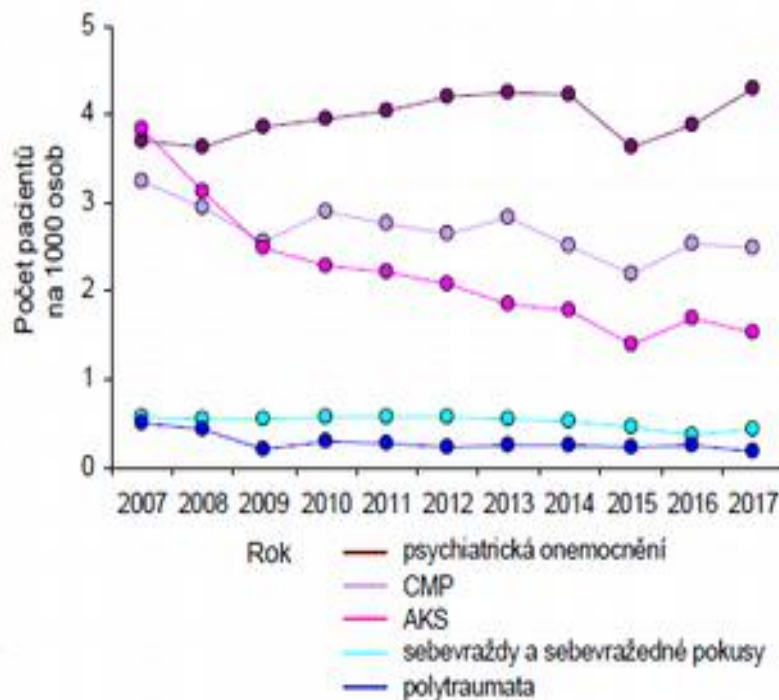 Počet pacientů
na 1000 osob
5
4
3
2
1
0
2007 2008 2009 2010 2011 2012 2013 2014 2015 2016 2017
Rok
psychiatrická onemocnění
CMP
AKS
sebevraždy a sebevražedné pokusy
polytraumata